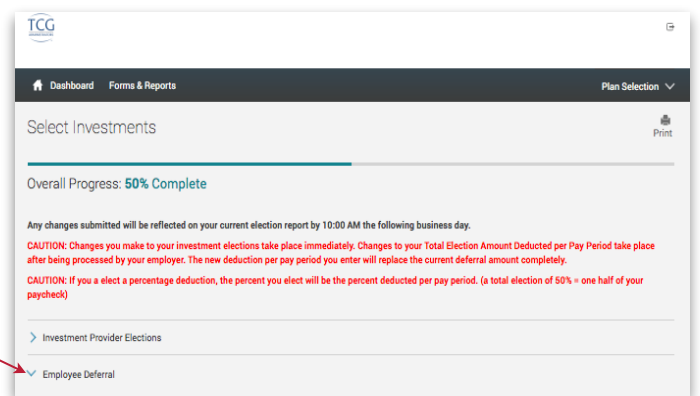 TCG
Dashboard Forms & Reports Plan Selection
Select Investments
Print
Overall Progress: 50% Complete
Any changes submitted will be reflected on your current election report by 10:00 AM the following business day.
CAUTION: Changes you make to your investment elections take place immediately. Changes to your Total Election Amount Deducted per Pay Period take place
after being processed by your employer. The new deduction per pay period you enter will replace the current deferral amount completely.
CAUTION: If you a elect a percentage deduction, the percent you elect will be the percent deducted per pay period. (a total election of 50% = one half of your
paycheck)
Investment Provider Elections
Employee Deferral